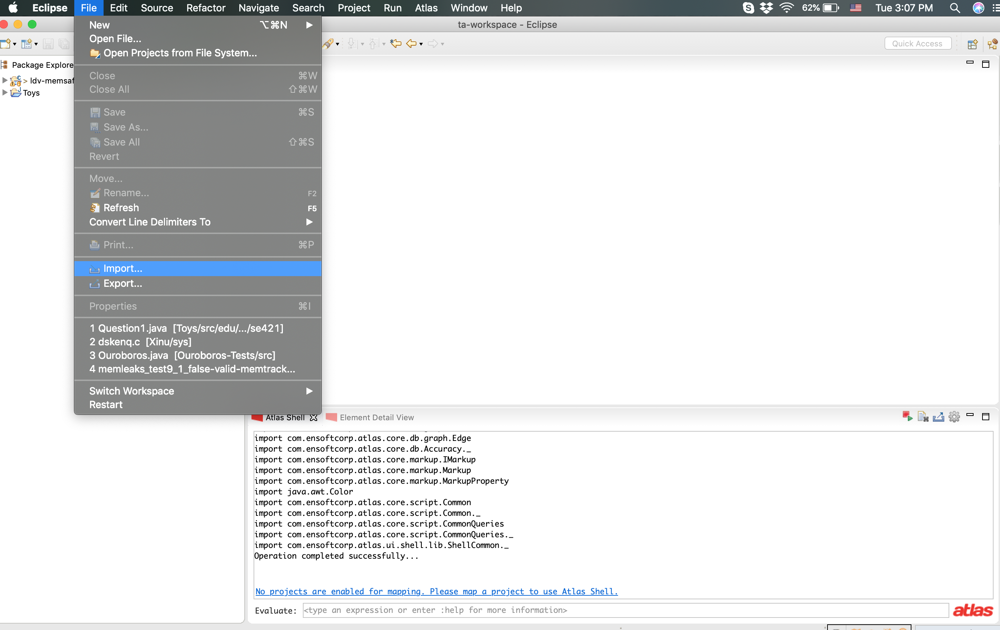 Eclipse File Edit Source Refactor Navigate Search Project Run Atlas Window Help 62% Tue 3:07 PM
ta-workspace - Eclipse
Quick Access
Package Explore
> ldv-memsaf
Toys
New ⌥⌘N
Open File...
Open Projects from File System...
Close ⌘W
Close All ⇧⌘W
Save ⌘S
Save As...
Save All ⇧⌘S
Revert
Move...
Rename... F2
Refresh F5
Convert Line Delimiters To
Print... ⌘P
Import...
Export...
Properties ⌘I
1 Question1.java [Toys/src/edu/.../se421]
2 dskenq.c [Xinu/sys]
3 Ouroboros.java [Ouroboros-Tests/src]
4 memleaks_test9_1_false-valid-memtrack...
Switch Workspace
Restart
Atlas Shell Element Detail View
import com.ensoftcorp.atlas.core.db.graph.Edge
import com.ensoftcorp.atlas.core.db.Accuracy._
import com.ensoftcorp.atlas.core.markup.IMarkup
import com.ensoftcorp.atlas.core.markup.Markup
import com.ensoftcorp.atlas.core.markup.MarkupProperty
import java.awt.Color
import com.ensoftcorp.atlas.core.script.Common
import com.ensoftcorp.atlas.core.script.Common._
import com.ensoftcorp.atlas.core.script.CommonQueries
import com.ensoftcorp.atlas.core.script.CommonQueries._
import com.ensoftcorp.atlas.ui.shell.lib.ShellCommon._
Operation completed successfully...
No projects are enabled for mapping. Please map a project to use Atlas Shell.
Evaluate: <type an expression or enter :help for more information> atlas